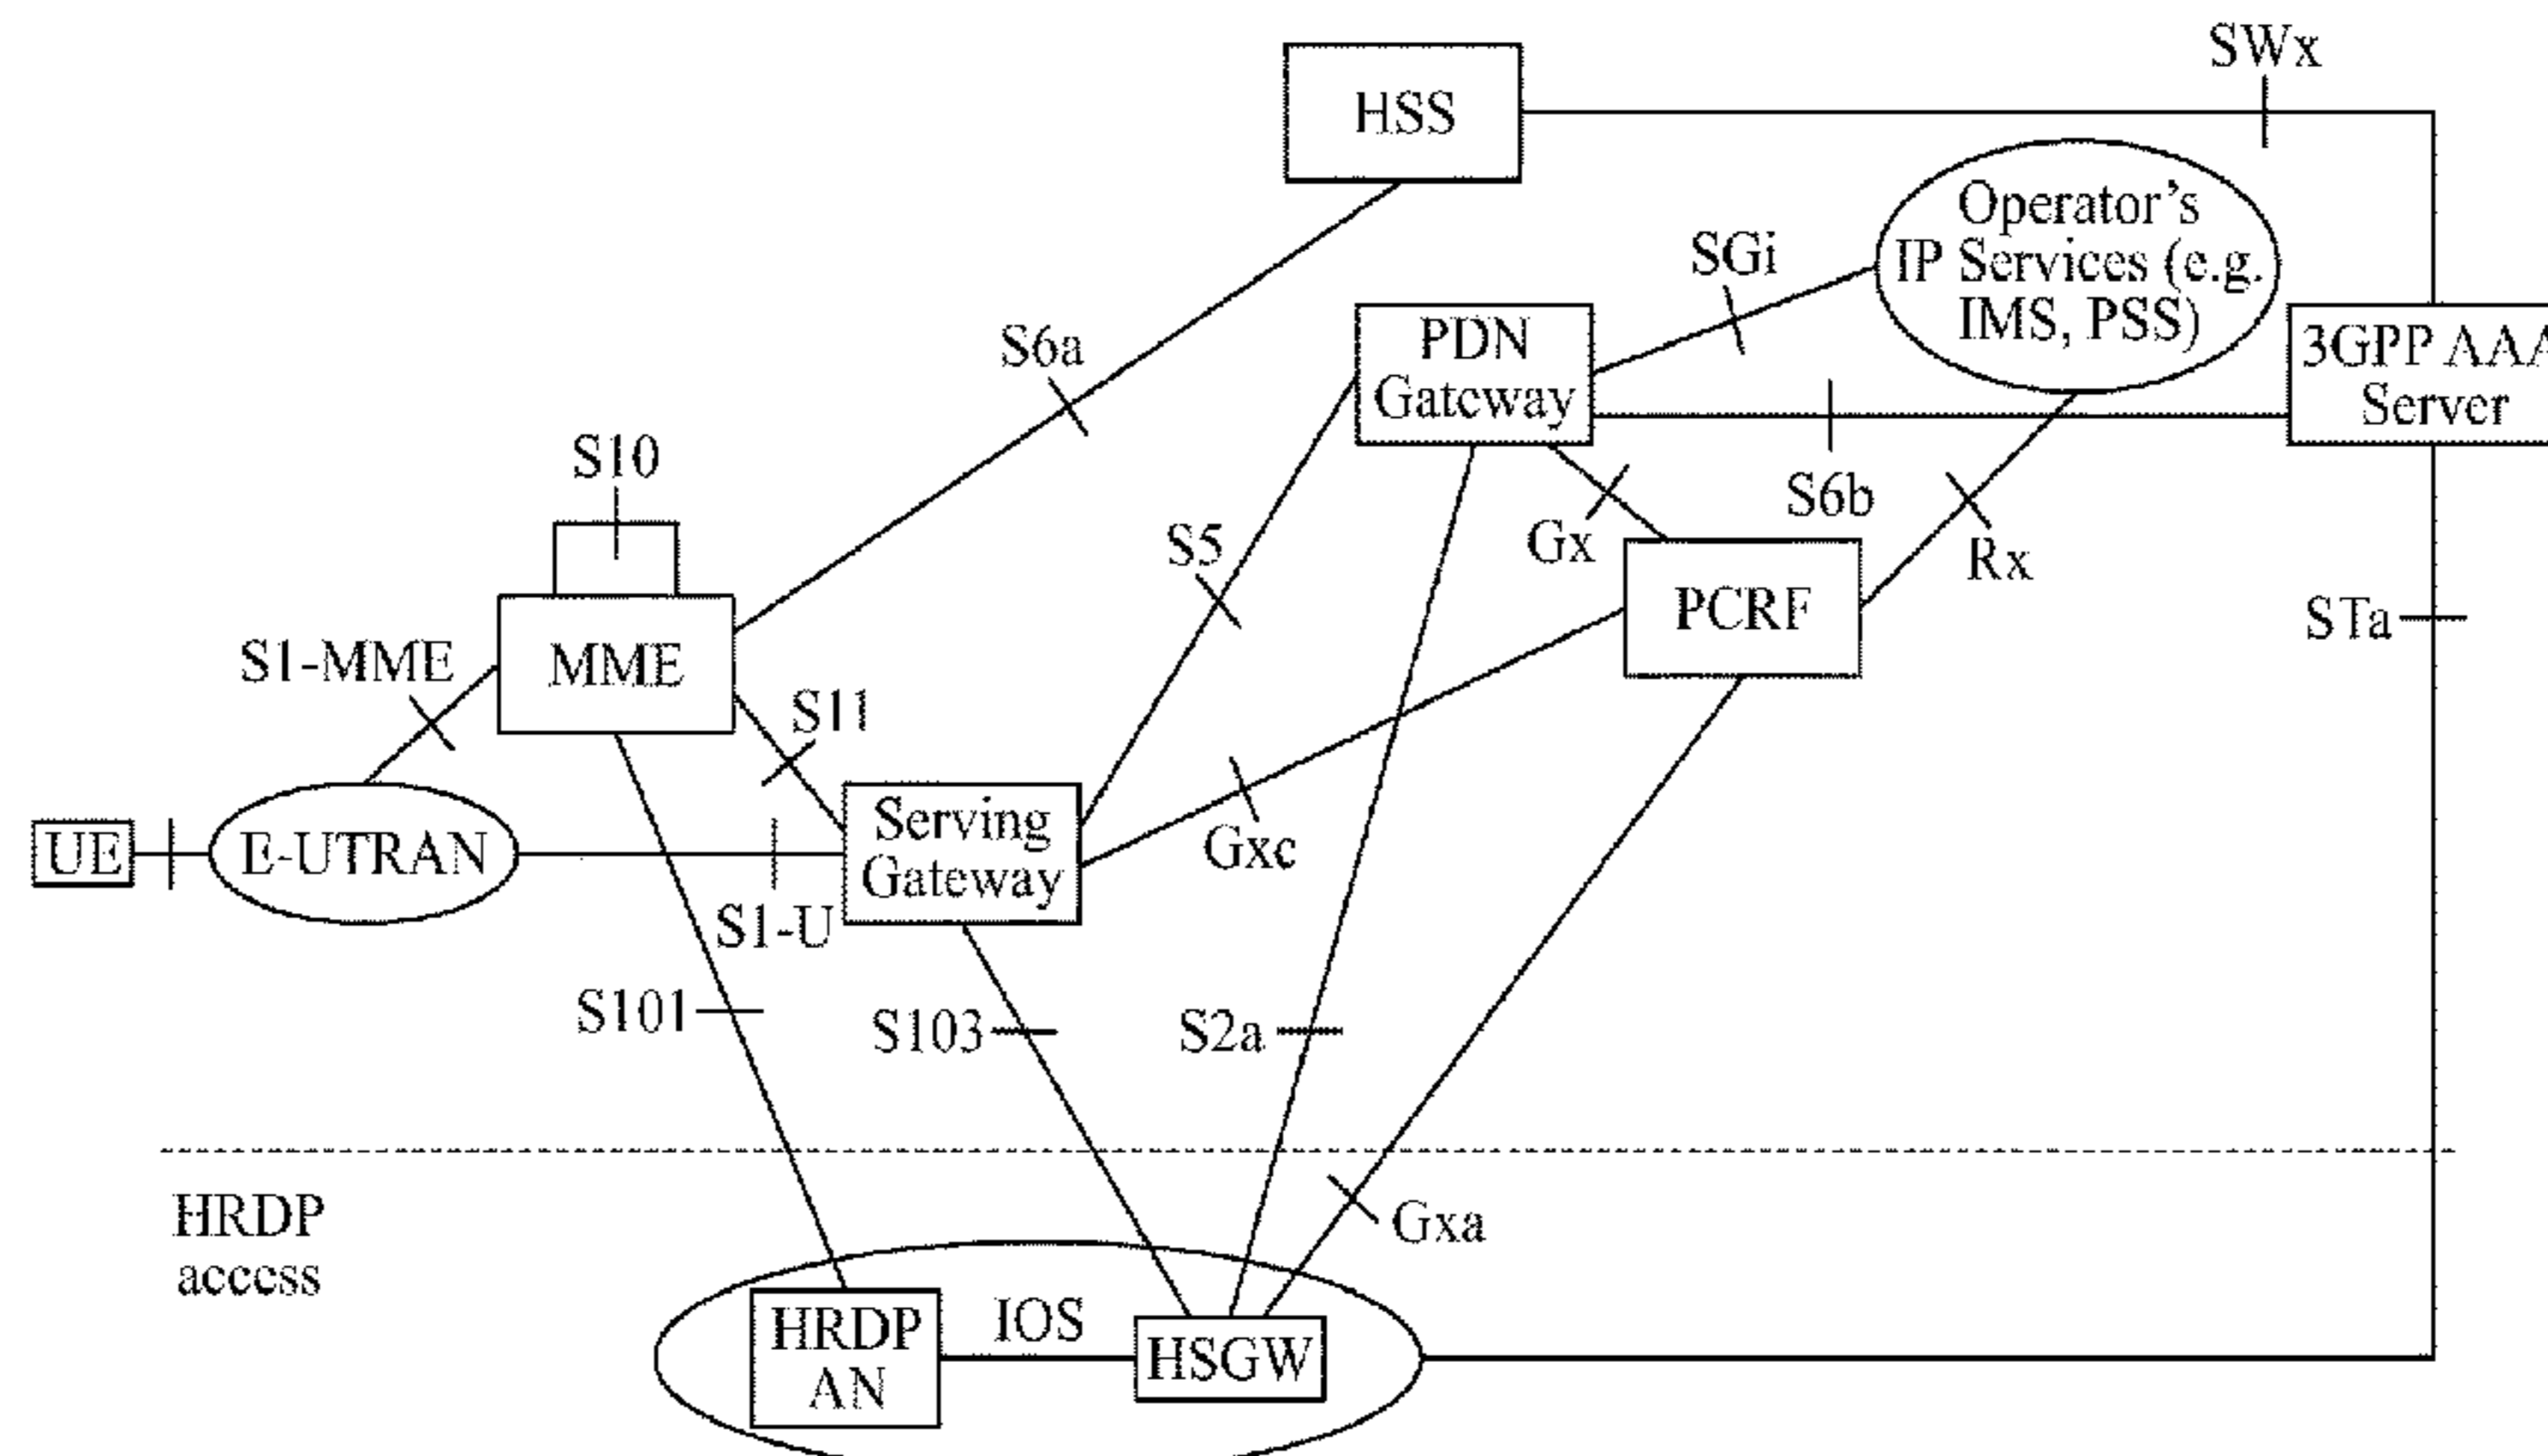 SWx
HSS
Operator's
IP Services (e.g.
IMS, PSS)
SGi
PDN
Gateway
3GPP AAA
Server
S6a
S10
S6b
S5
Gx
Rx
PCRF
STa
S1-MME
MME
S11
Serving
Gateway
UE
E-UTRAN
Gxc
S1-U
S101
S103
S2a
HRDP
access
Gxa
IOS
HRDP
AN
HSGW